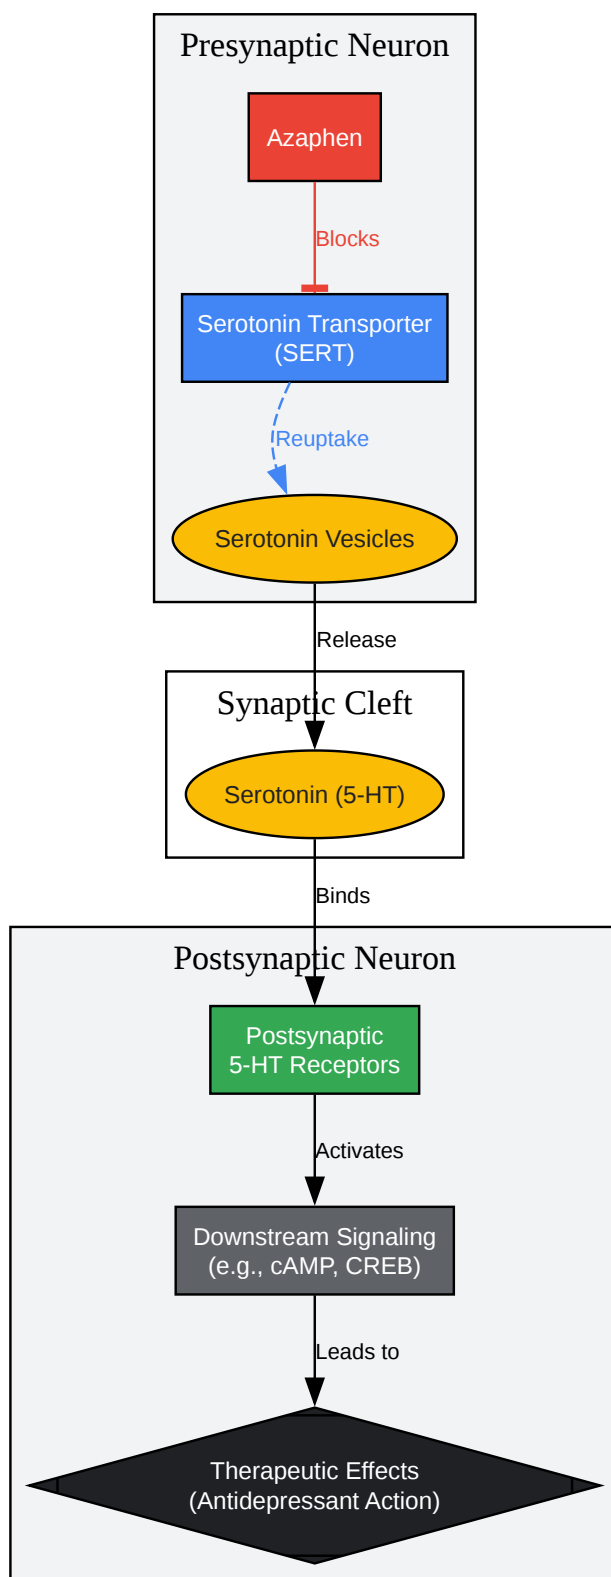 Presynaptic Neuron
Azaphen
Blocks
Serotonin Transporter
(SERT)
Reuptake
Serotonin Vesicles
Release
Synaptic Cleft
Serotonin (5-HT)
Binds
Postsynaptic Neuron
Postsynaptic
5-HT Receptors
Activates
Downstream Signaling
(e.g., cAMP, CREB)
Leads to
Therapeutic Effects
(Antidepressant Action)